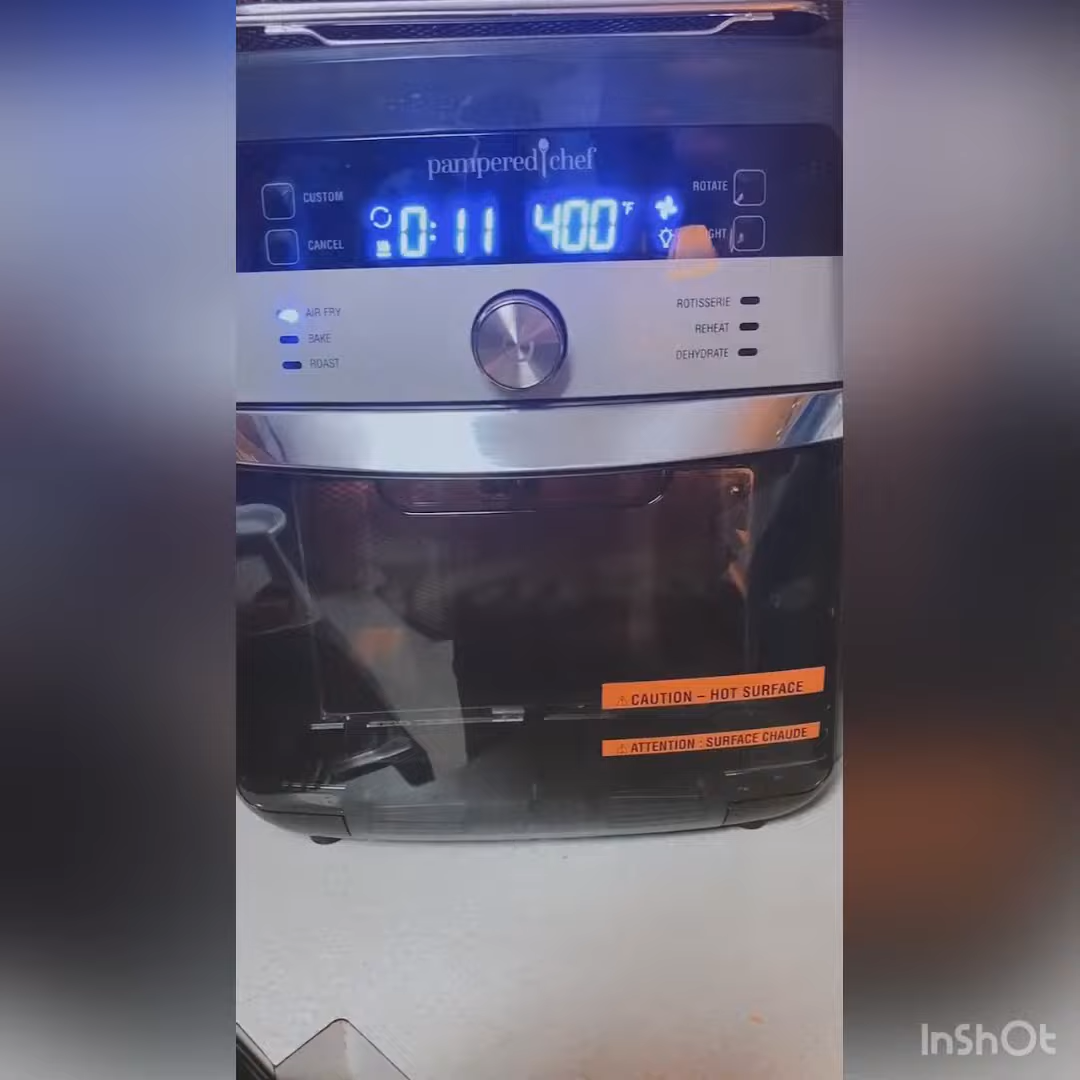 pampered chef
CUSTOM
CANCEL
0:11 400°F
ROTATE
AIR FRY
BAKE
ROAST
ROTISSERIE
REHEAT
DEHYDRATE
CAUTION – HOT SURFACE
ATTENTION : SURFACE CHAUDE
InShOt